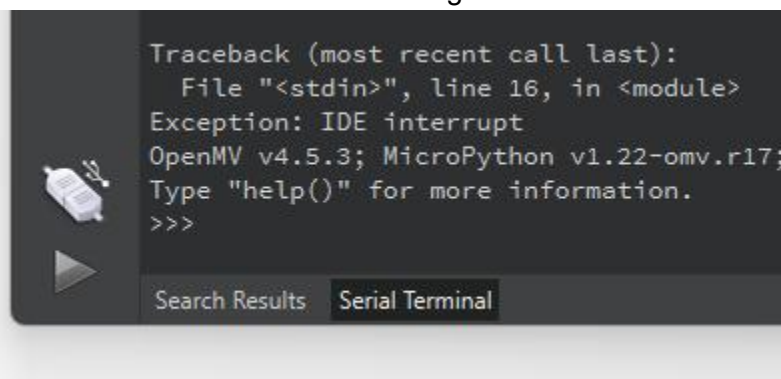 Traceback (most recent call last):
  File "<stdin>", line 16, in <module>
Exception: IDE interrupt
OpenMV v4.5.3; MicroPython v1.22-omv.r17;
Type "help()" for more information.
>>>
Search Results Serial Terminal